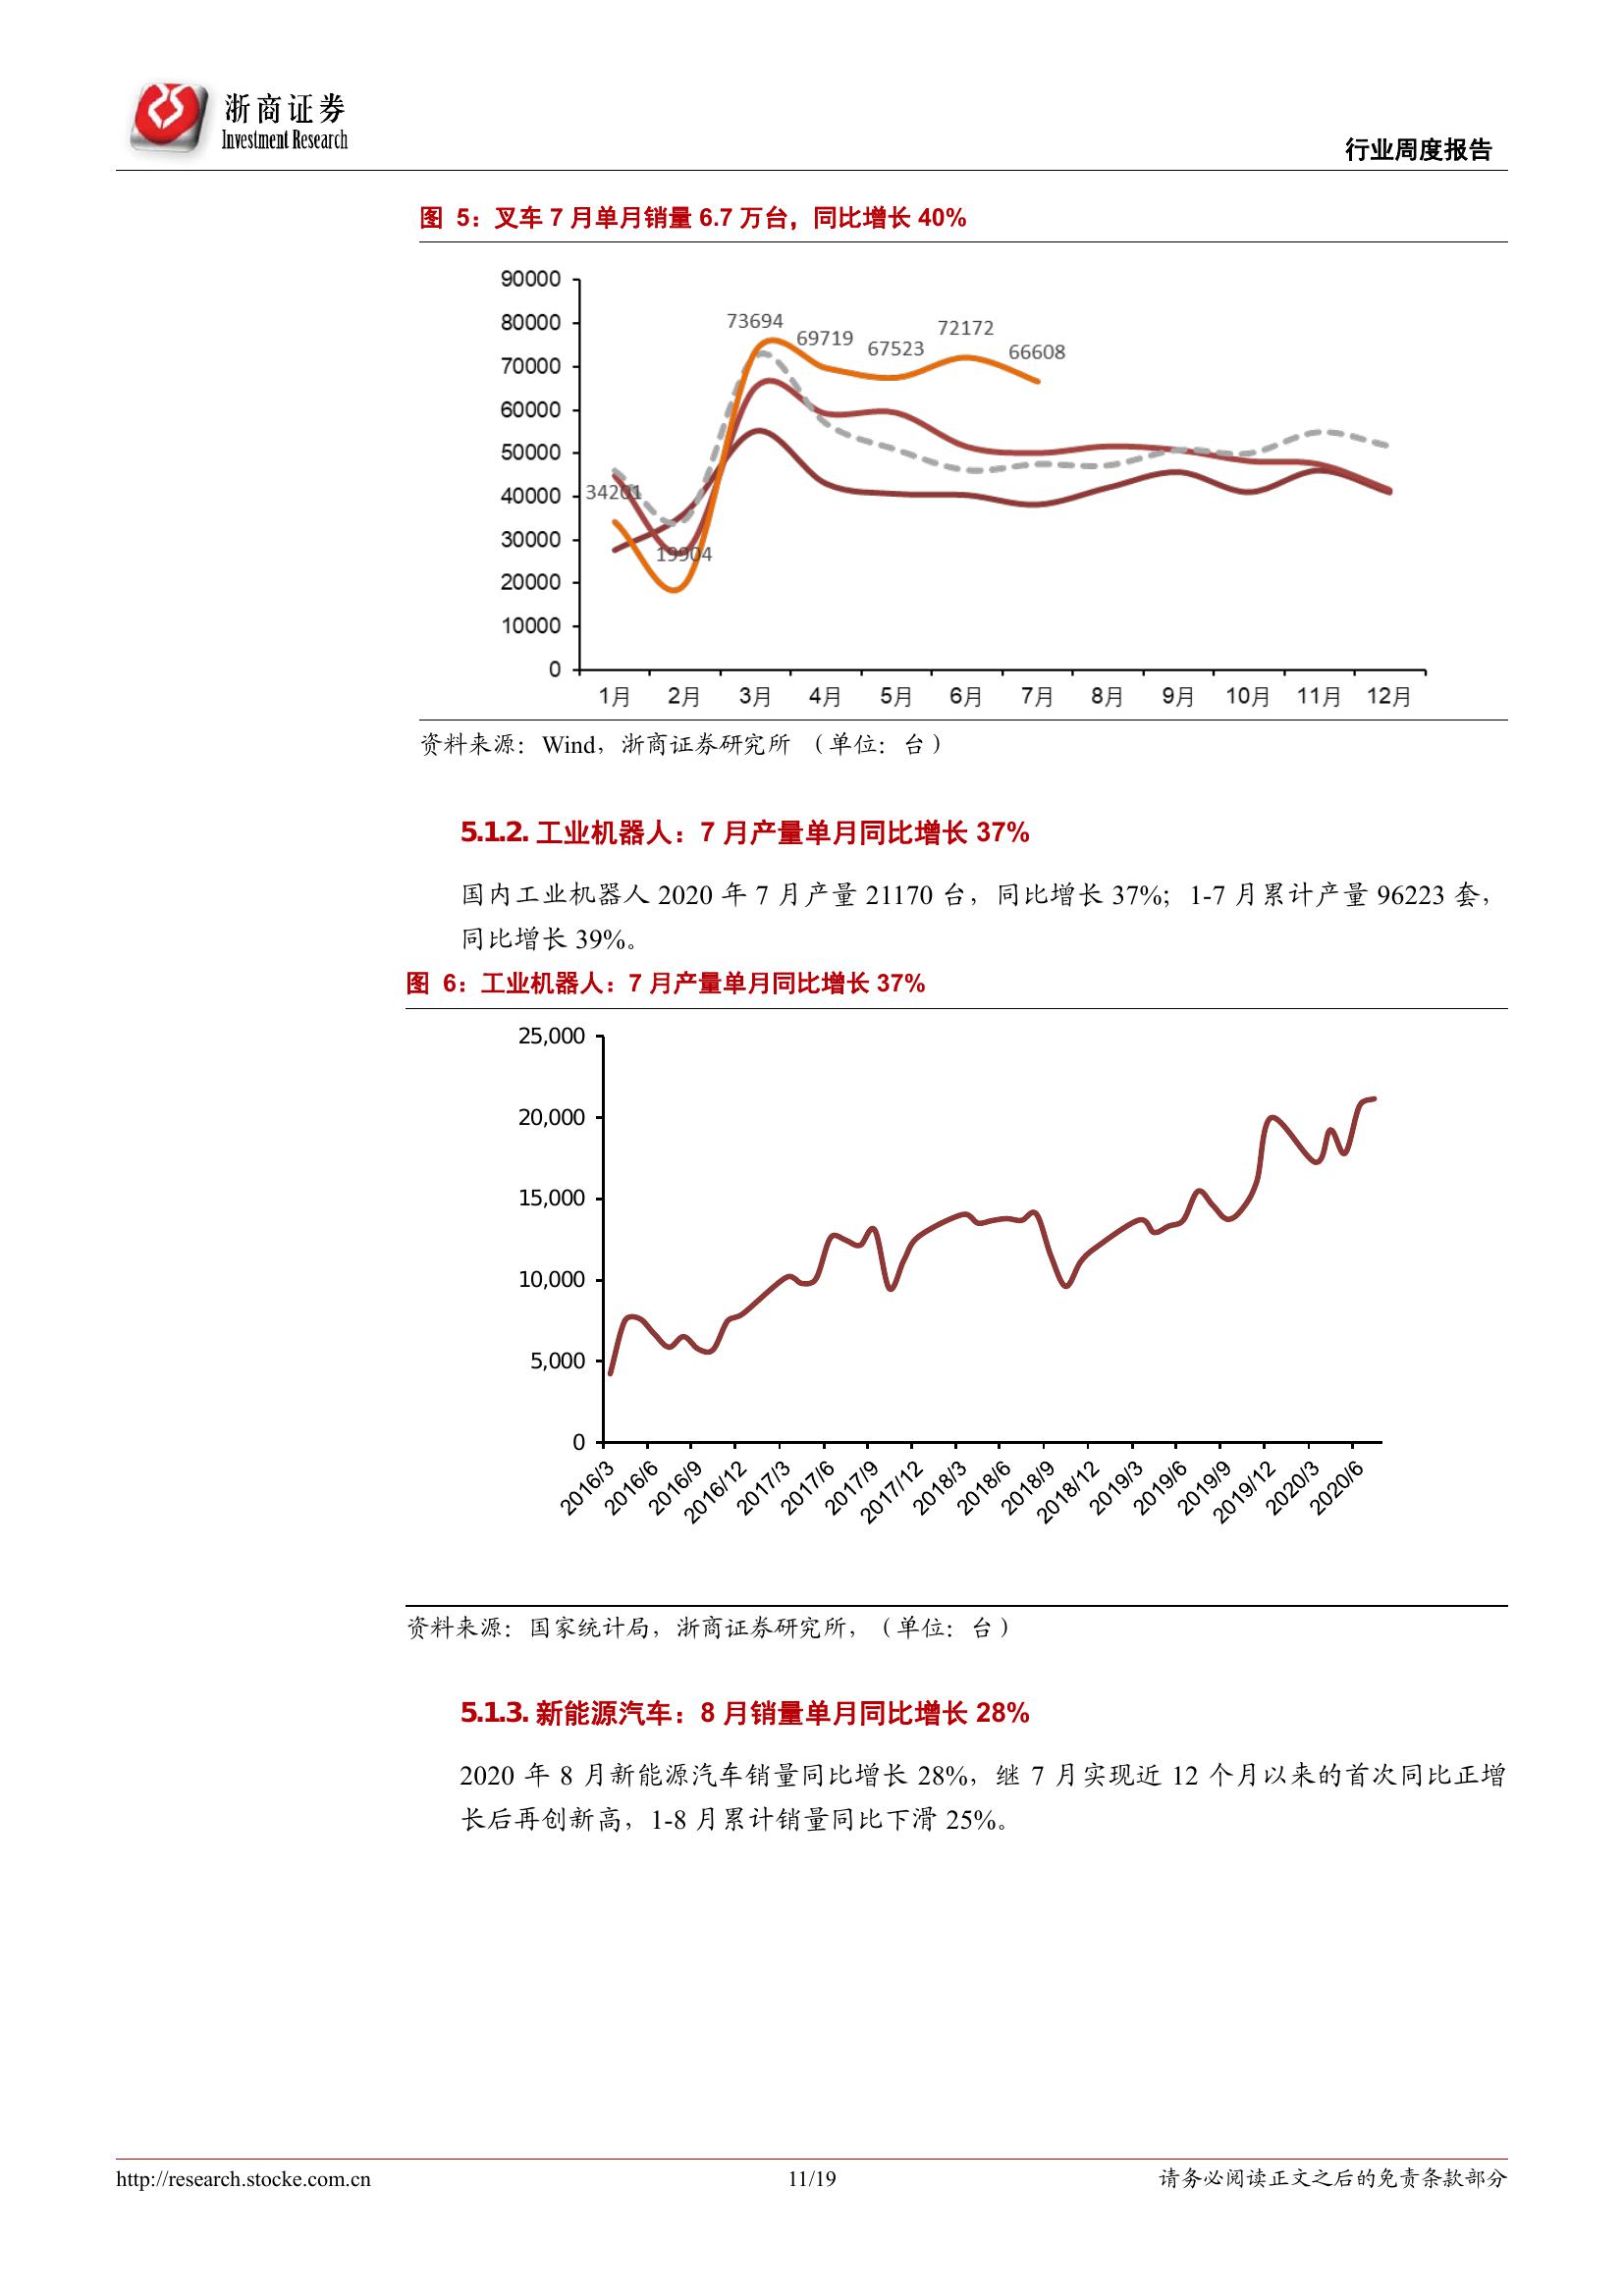 浙商证券
Investment Research
行业周度报告
图 5：叉车 7 月单月销量 6.7 万台，同比增长 40%
90000
80000
70000
60000
50000
40000
30000
20000
10000
0
34201
19904
73694
69719
67523
72172
66608
1月 2月 3月 4月 5月 6月 7月 8月 9月 10月 11月 12月
资料来源：Wind，浙商证券研究所 （单位：台）
5.1.2. 工业机器人：7 月产量单月同比增长 37%
国内工业机器人 2020 年 7 月产量 21170 台，同比增长 37%；1-7 月累计产量 96223 套，
同比增长 39%。
图 6：工业机器人：7 月产量单月同比增长 37%
25,000
20,000
15,000
10,000
5,000
0
2016/3 2016/6 2016/9 2016/12 2017/3 2017/6 2017/9 2017/12 2018/3 2018/6 2018/9 2018/12 2019/3 2019/6 2019/9 2019/12 2020/3 2020/6
资料来源：国家统计局，浙商证券研究所，（单位：台）
5.1.3. 新能源汽车：8 月销量单月同比增长 28%
2020 年 8 月新能源汽车销量同比增长 28%，继 7 月实现近 12 个月以来的首次同比正增
长后再创新高，1-8 月累计销量同比下滑 25%。
http://research.stocke.com.cn
11/19
请务必阅读正文之后的免责条款部分